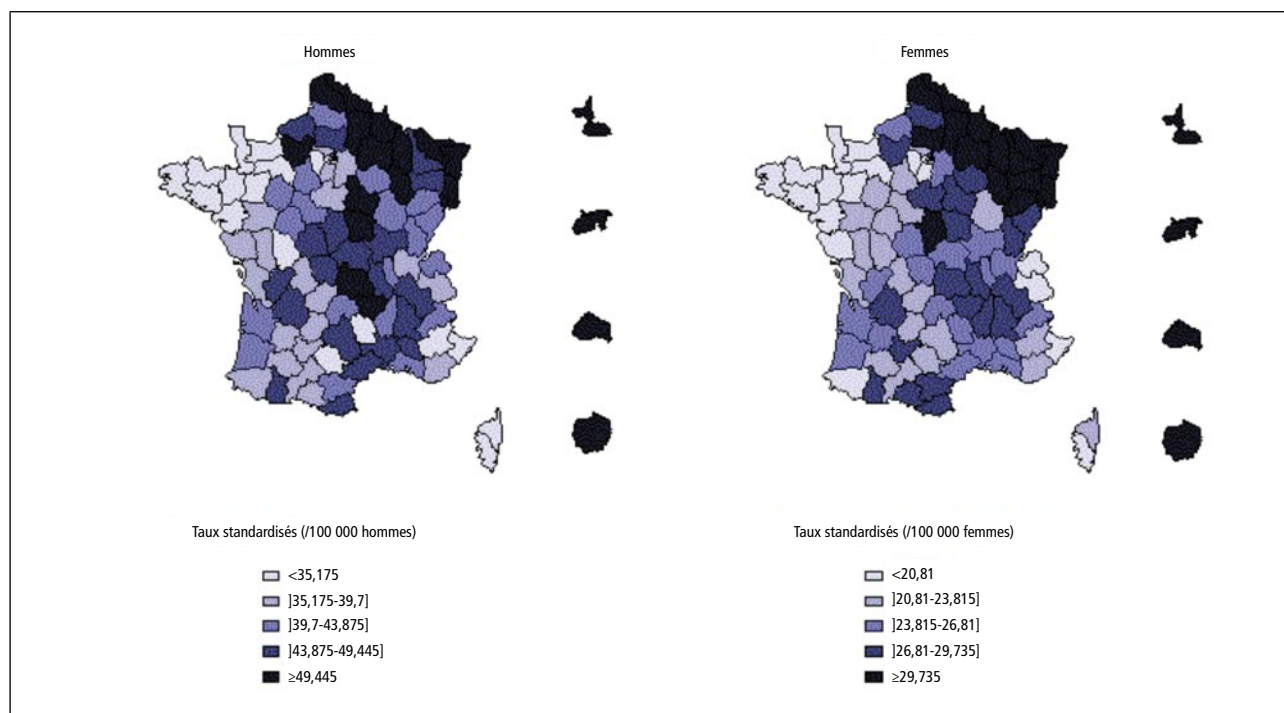 Hommes
Femmes
Taux standardisés (/100 000 hommes)
<35,175
]35,175-39,7]
]39,7-43,875]
]43,875-49,445]
≥49,445
Taux standardisés (/100 000 femmes)
<20,81
]20,81-23,815]
]23,815-26,81]
]26,81-29,735]
≥29,735